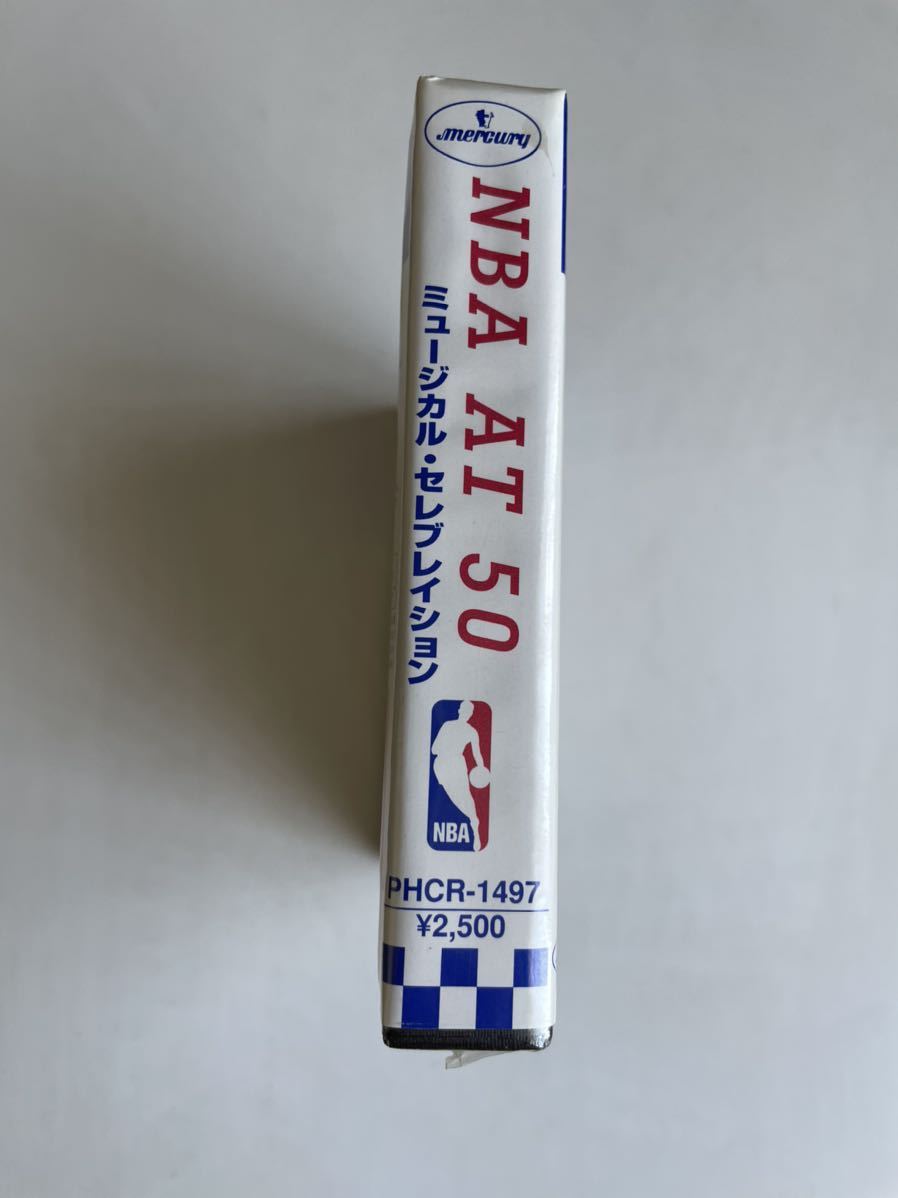 mercury
NBA AT 50
ミュージカル・セレブレイション
NBA
PHCR-1497
¥2,500